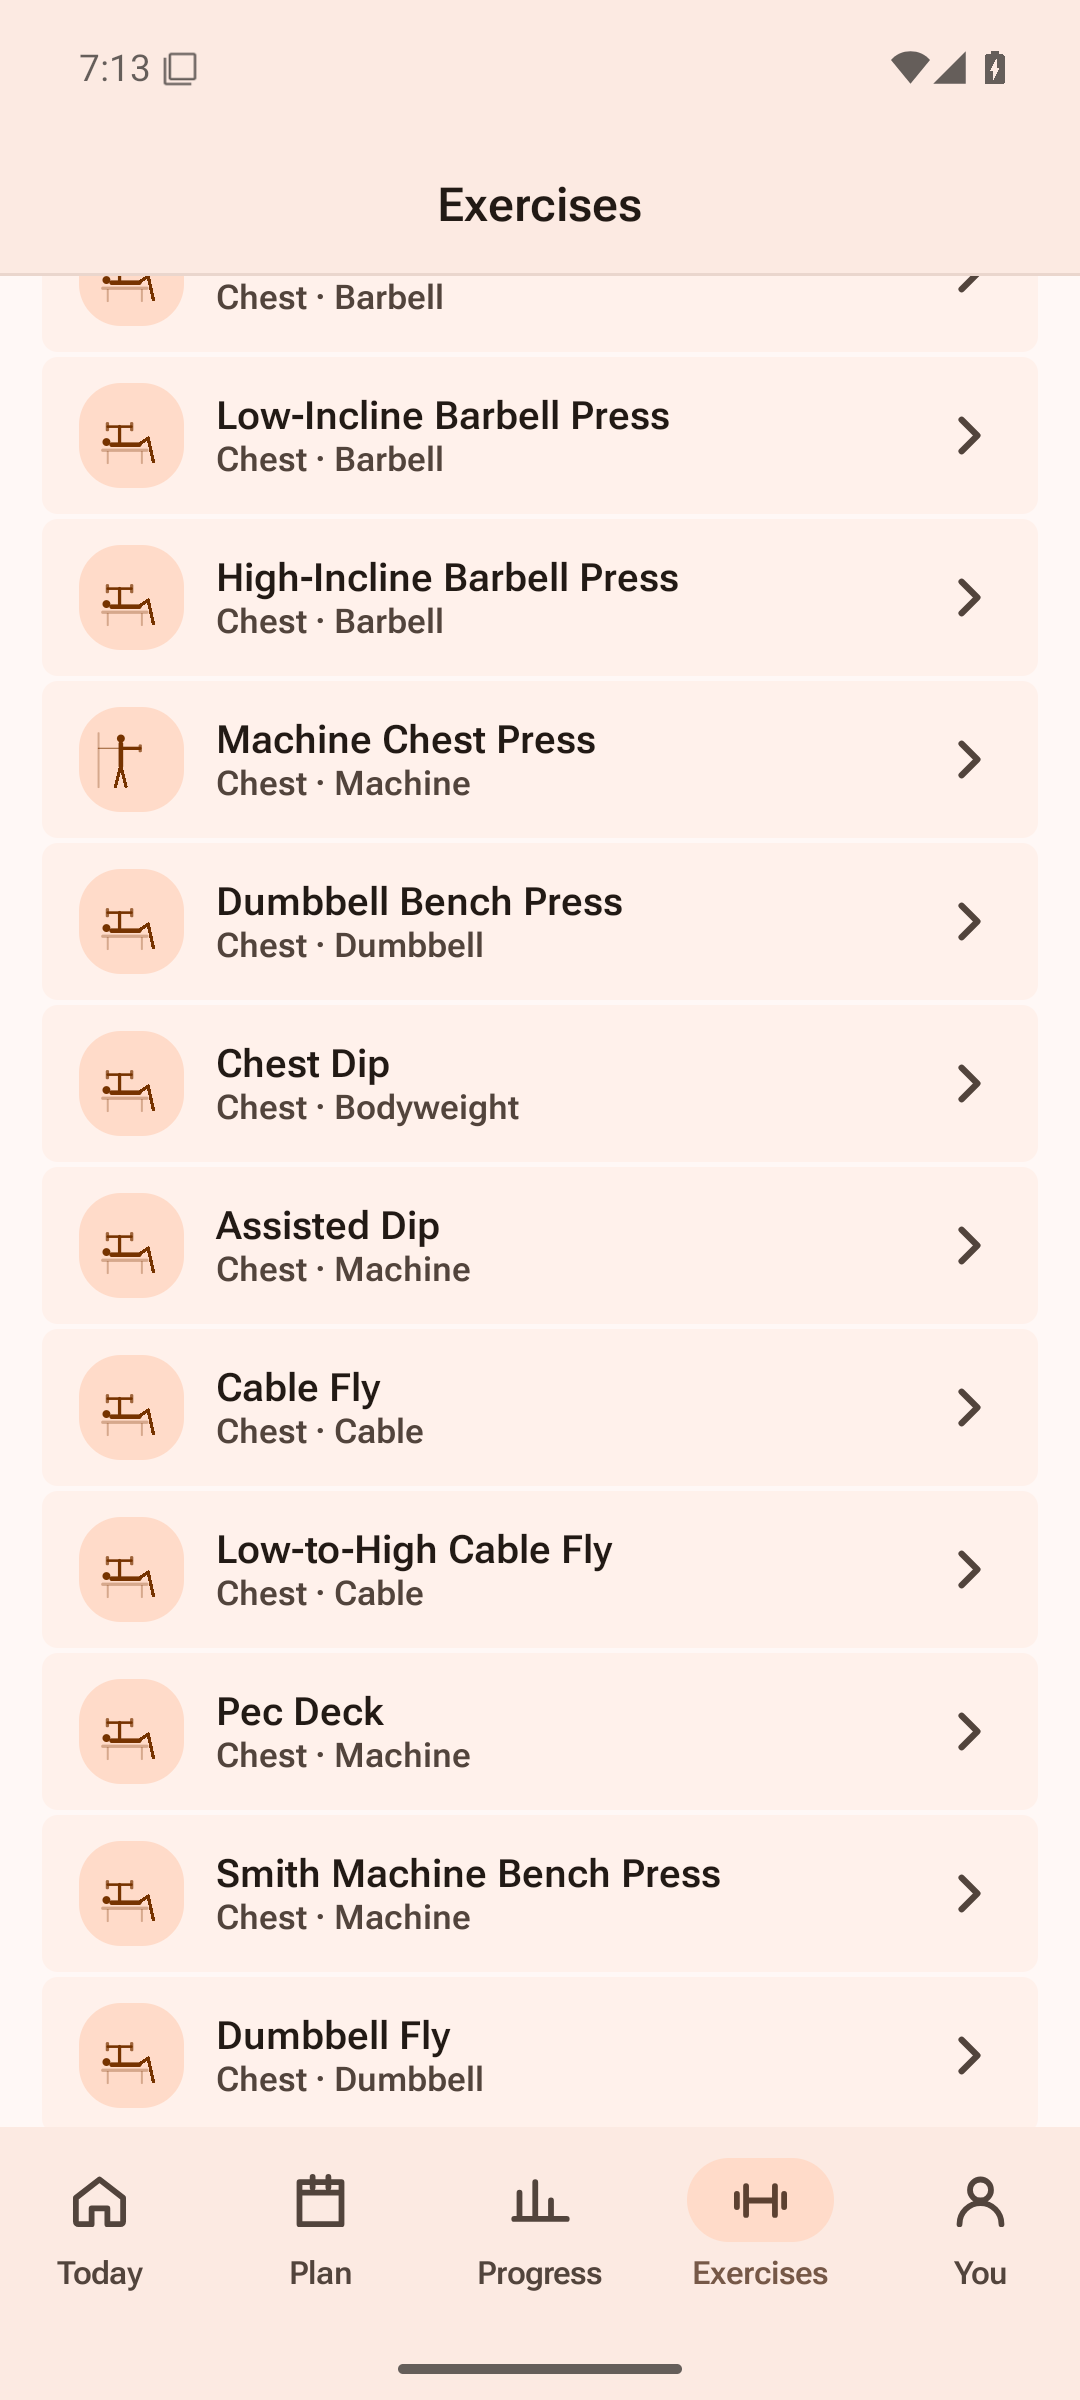 7:13
Exercises
Chest · Barbell
Low-Incline Barbell Press
Chest · Barbell
High-Incline Barbell Press
Chest · Barbell
Machine Chest Press
Chest · Machine
Dumbbell Bench Press
Chest · Dumbbell
Chest Dip
Chest · Bodyweight
Assisted Dip
Chest · Machine
Cable Fly
Chest · Cable
Low-to-High Cable Fly
Chest · Cable
Pec Deck
Chest · Machine
Smith Machine Bench Press
Chest · Machine
Dumbbell Fly
Chest · Dumbbell
Today
Plan
Progress
Exercises
You